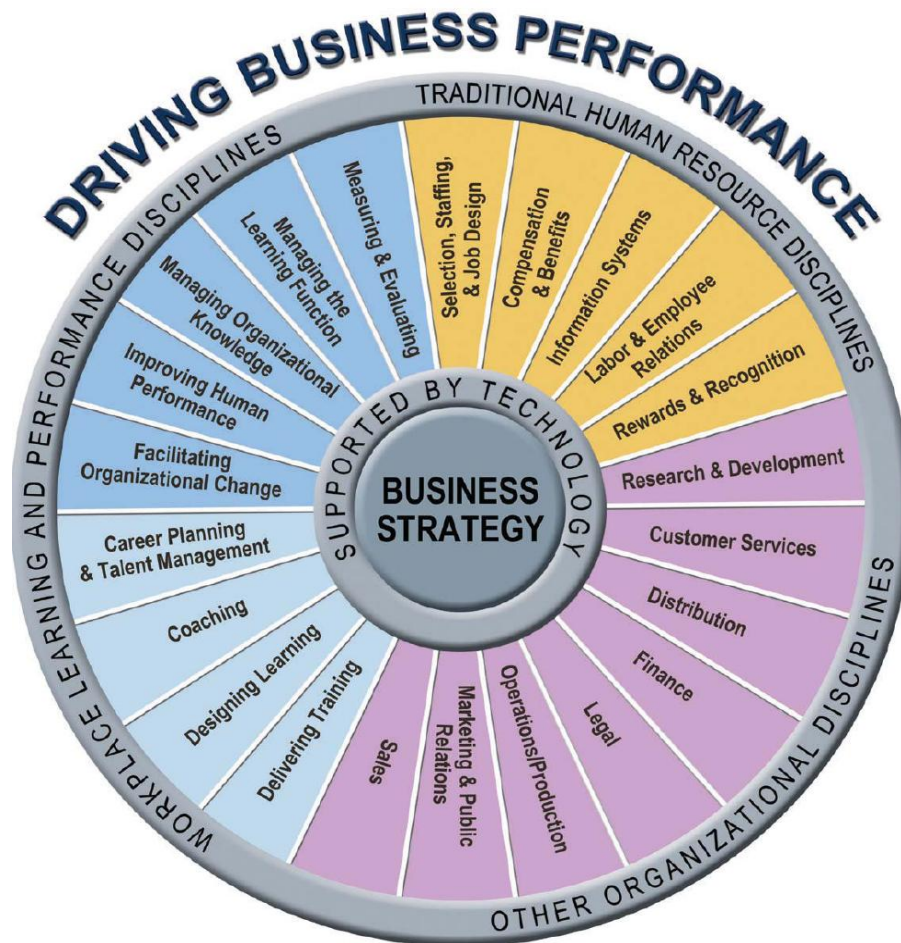 DRIVING BUSINESS PERFORMANCE
TRADITIONAL HUMAN RESOURCE DISCIPLINES
Selection, Staffing,
& Job Design
Compensation
& Benefits
Information Systems
Labor & Employee
Relations
Rewards & Recognition
OTHER ORGANIZATIONAL DISCIPLINES
Research & Development
Customer Services
Distribution
Finance
Legal
Operations/Production
Marketing & Public
Relations
Sales
WORKPLACE LEARNING AND PERFORMANCE DISCIPLINES
Delivering Training
Designing Learning
Coaching
Career Planning
& Talent Management
Facilitating
Organizational Change
Improving Human
Performance
Managing Organizational
Knowledge
Managing the
Learning Function
Measuring & Evaluating
SUPPORTED BY TECHNOLOGY
BUSINESS
STRATEGY